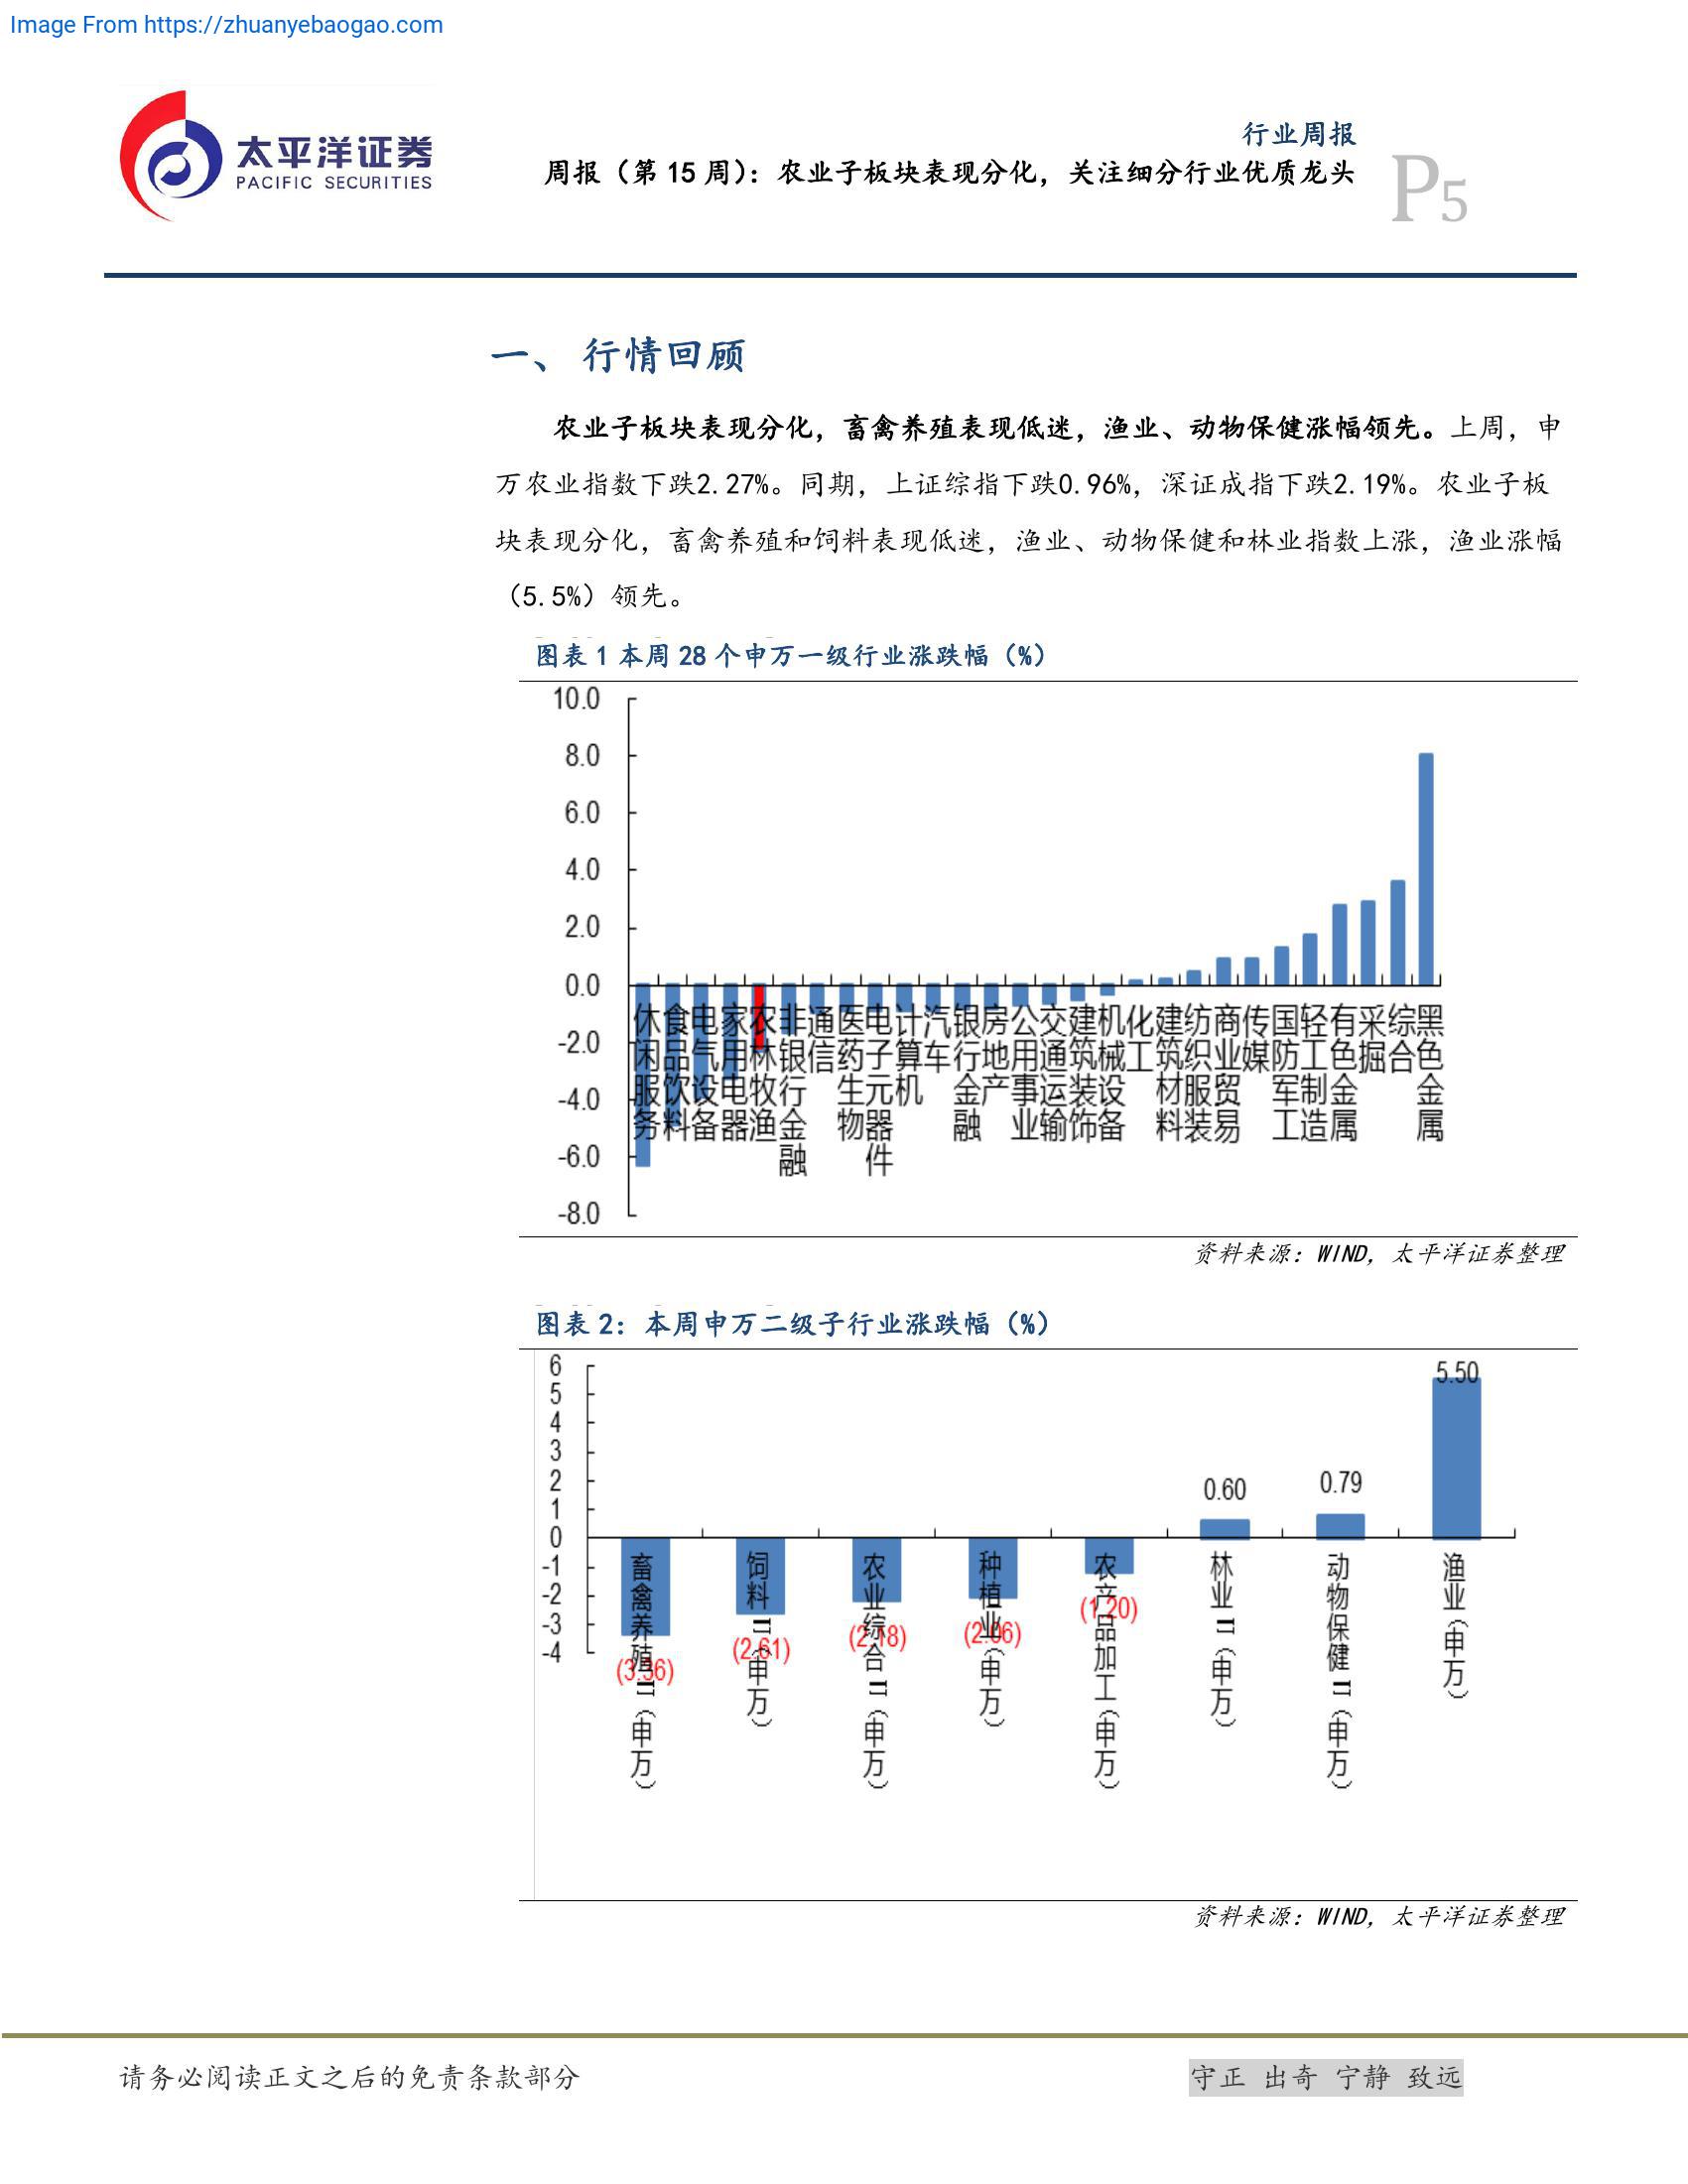 Image From https://zhuanyebaogao.com
太平洋证券
PACIFIC SECURITIES
行业周报
周报（第 15 周）：农业子板块表现分化，关注细分行业优质龙头
P5
一、 行情回顾
农业子板块表现分化，畜禽养殖表现低迷，渔业、动物保健涨幅领先。上周，申
万农业指数下跌2.27%。同期，上证综指下跌0.96%，深证成指下跌2.19%。农业子板
块表现分化，畜禽养殖和饲料表现低迷，渔业、动物保健和林业指数上涨，渔业涨幅
（5.5%）领先。
图表 1 本周 28 个申万一级行业涨跌幅（%）
10.0
8.0
6.0
4.0
2.0
0.0
-2.0
-4.0
-6.0
-8.0
休闲服务
食品饮料
电气设备
家用电器
农林牧渔
非银行金融
通信
医药生物
电子元器件
计算机
汽车
银行金融
房地产
公用事业
交通运输
建筑装饰
机械设备
化工
建筑材料
纺织服装
商业贸易
传媒
国防军工
轻工制造
有色金属
采掘
综合
黑色金属
资料来源：WIND，太平洋证券整理
图表 2：本周申万二级子行业涨跌幅（%）
6
5
4
3
2
1
0
-1
-2
-3
-4
畜禽养殖II(申万)
(3.36)
饲料II(申万)
(2.61)
农业综合II(申万)
(2.18)
种植业(申万)
(2.06)
农产品加工(申万)
(1.20)
林业II(申万)
0.60
动物保健II(申万)
0.79
渔业(申万)
5.50
资料来源：WIND，太平洋证券整理
请务必阅读正文之后的免责条款部分
守正 出奇 宁静 致远